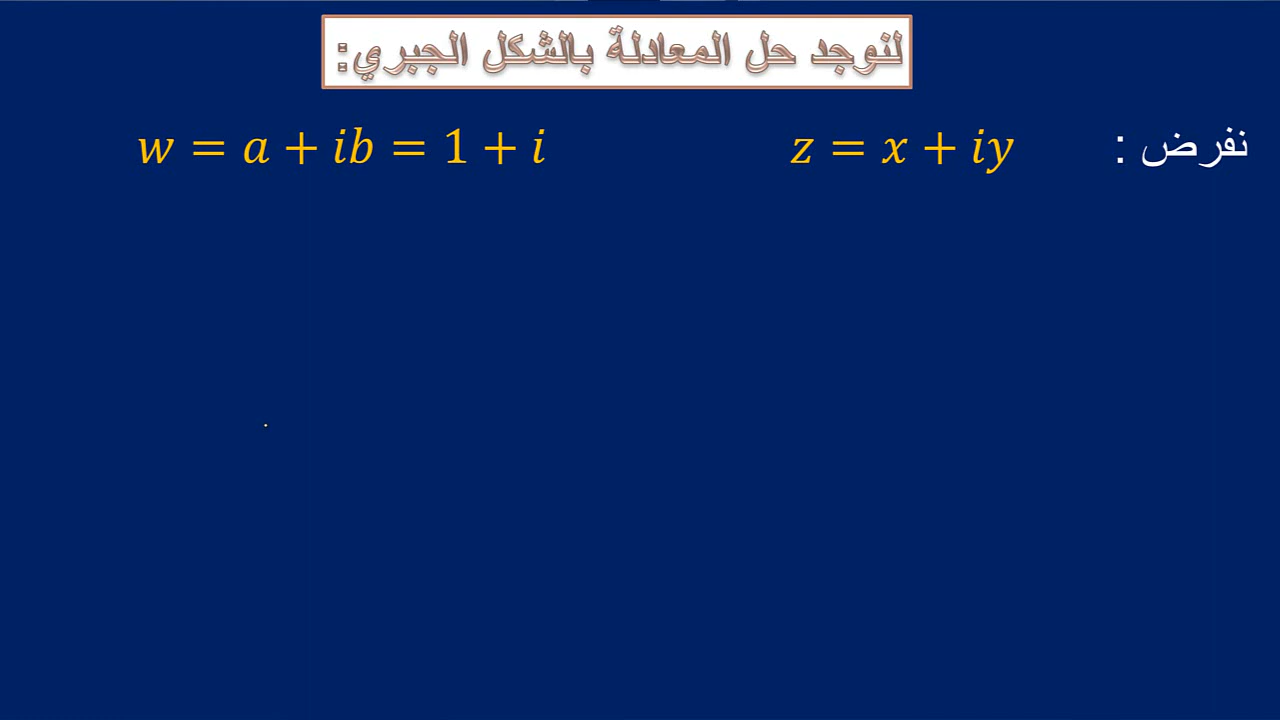 لنوجد حل المعادلة بالشكل الجبري:
نفرض : z = x + iy w = a + ib = 1 + i